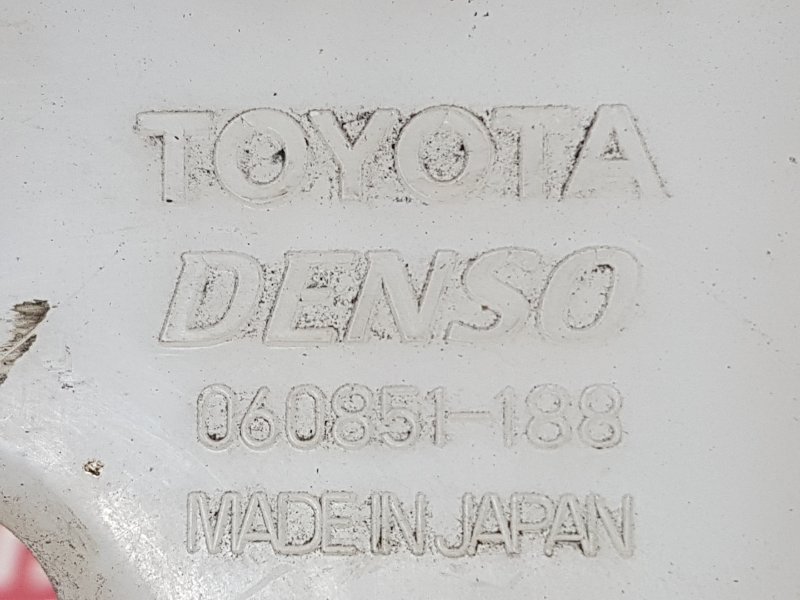 TOYOTA
DENSO
060851-188
MADE IN JAPAN